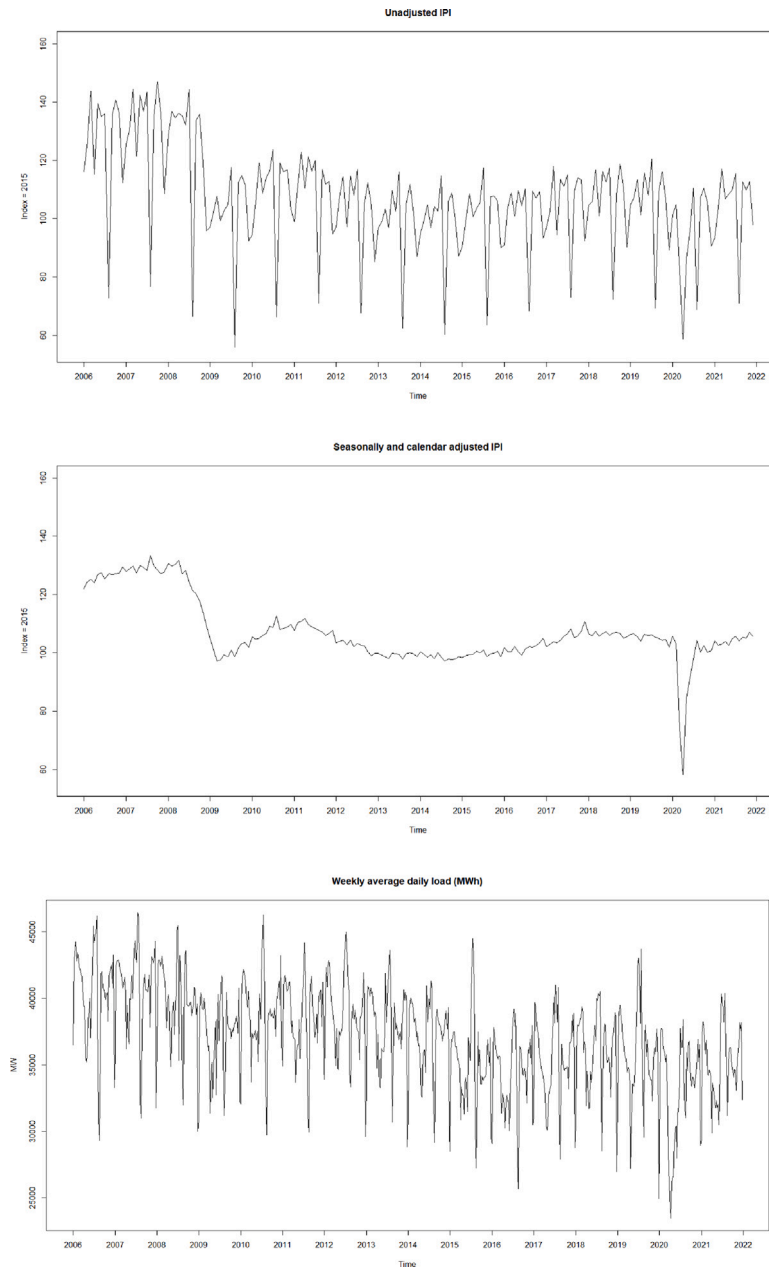 Unadjusted IPI
160
140
120
100
80
60
Index = 2015
2006 2007 2008 2009 2010 2011 2012 2013 2014 2015 2016 2017 2018 2019 2020 2021 2022
Time
Seasonally and calendar adjusted IPI
160
140
120
100
80
60
Index = 2015
2006 2007 2008 2009 2010 2011 2012 2013 2014 2015 2016 2017 2018 2019 2020 2021 2022
Time
Weekly average daily load (MWh)
45000
40000
35000
30000
25000
MW
2006 2007 2008 2009 2010 2011 2012 2013 2014 2015 2016 2017 2018 2019 2020 2021 2022
Time